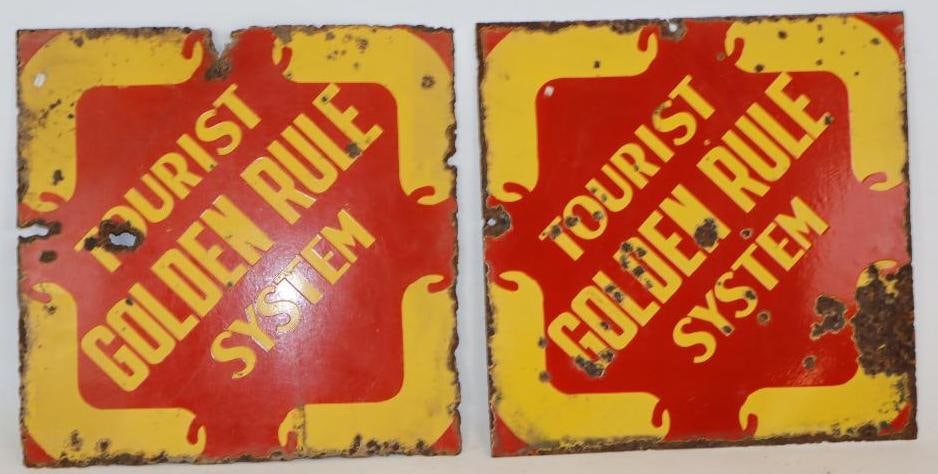 TOURIST
GOLDEN RULE
SYSTEM
TOURIST
GOLDEN RULE
SYSTEM